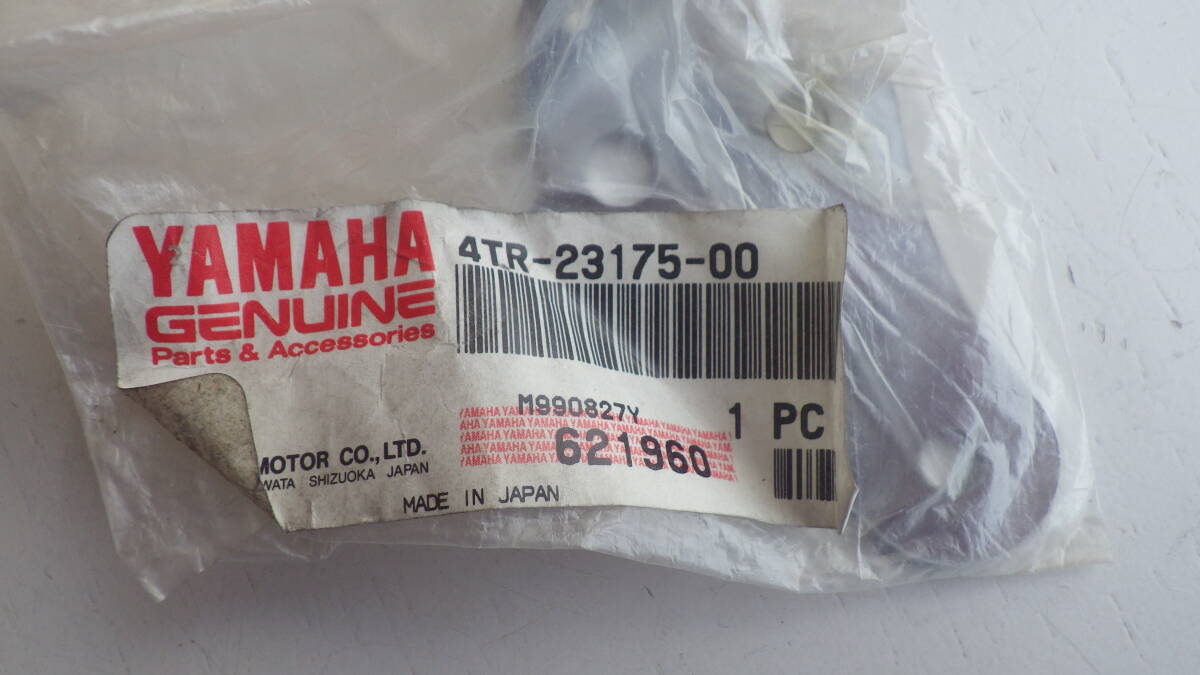 YAMAHA
GENUINE
Parts & Accessories
4TR-23175-00
M990827Y
1 PC
621960
MOTOR CO., LTD.
WATA SHIZUOKA JAPAN
MADE IN JAPAN